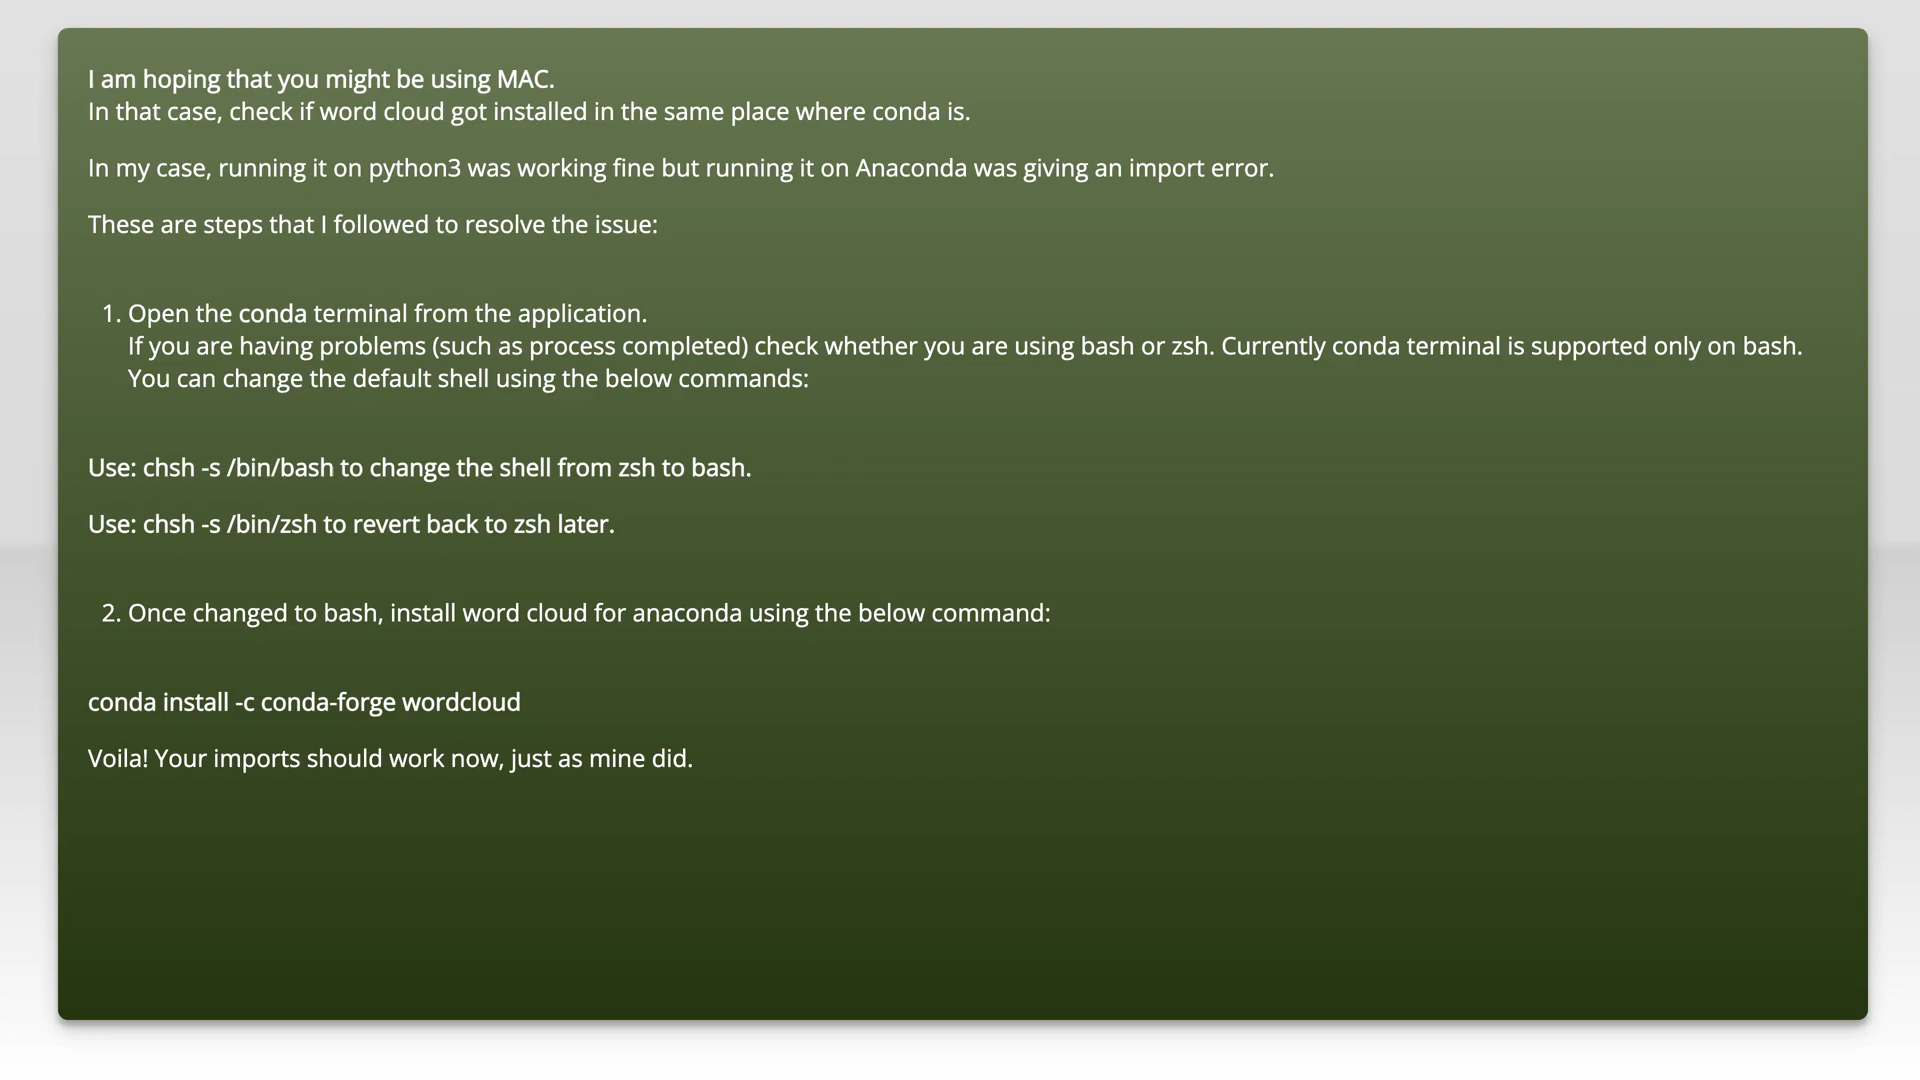 I am hoping that you might be using MAC.
In that case, check if word cloud got installed in the same place where conda is.
In my case, running it on python3 was working fine but running it on Anaconda was giving an import error.
These are steps that I followed to resolve the issue:
1. Open the conda terminal from the application.
If you are having problems (such as process completed) check whether you are using bash or zsh. Currently conda terminal is supported only on bash.
You can change the default shell using the below commands:
Use: chsh -s /bin/bash to change the shell from zsh to bash.
Use: chsh -s /bin/zsh to revert back to zsh later.
2. Once changed to bash, install word cloud for anaconda using the below command:
conda install -c conda-forge wordcloud
Voila! Your imports should work now, just as mine did.